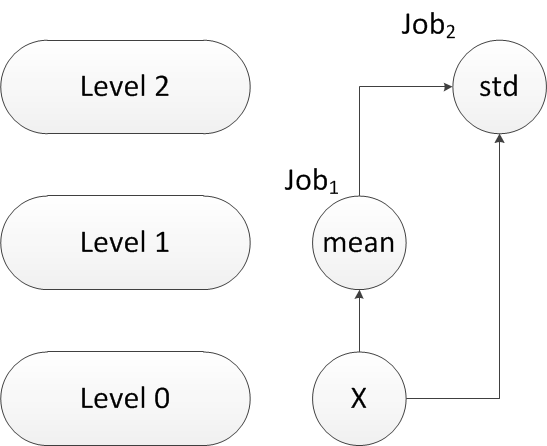 Job₂
Level 2
std
Job₁
Level 1
mean
Level 0
X